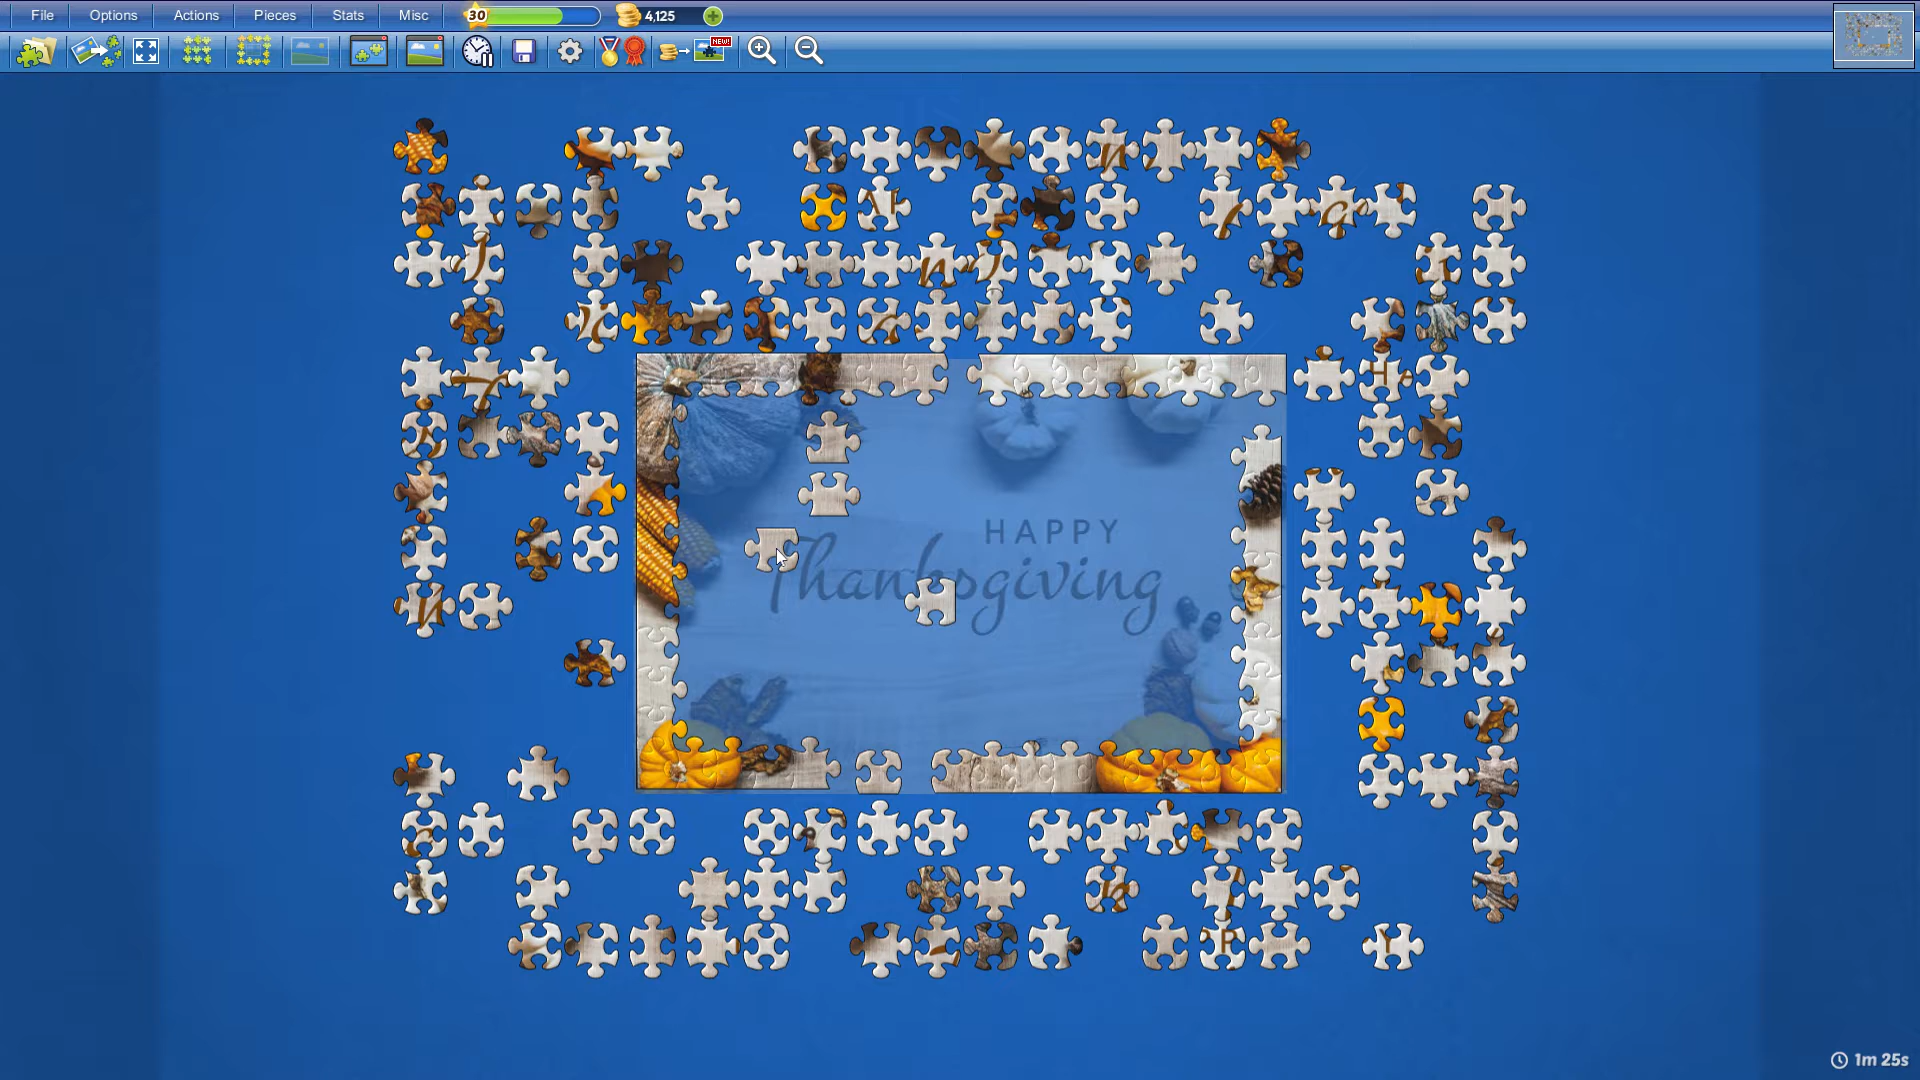 File Options Actions Pieces Stats Misc 30 4,125
NEW!
HAPPY
Thanksgiving
1m 25s